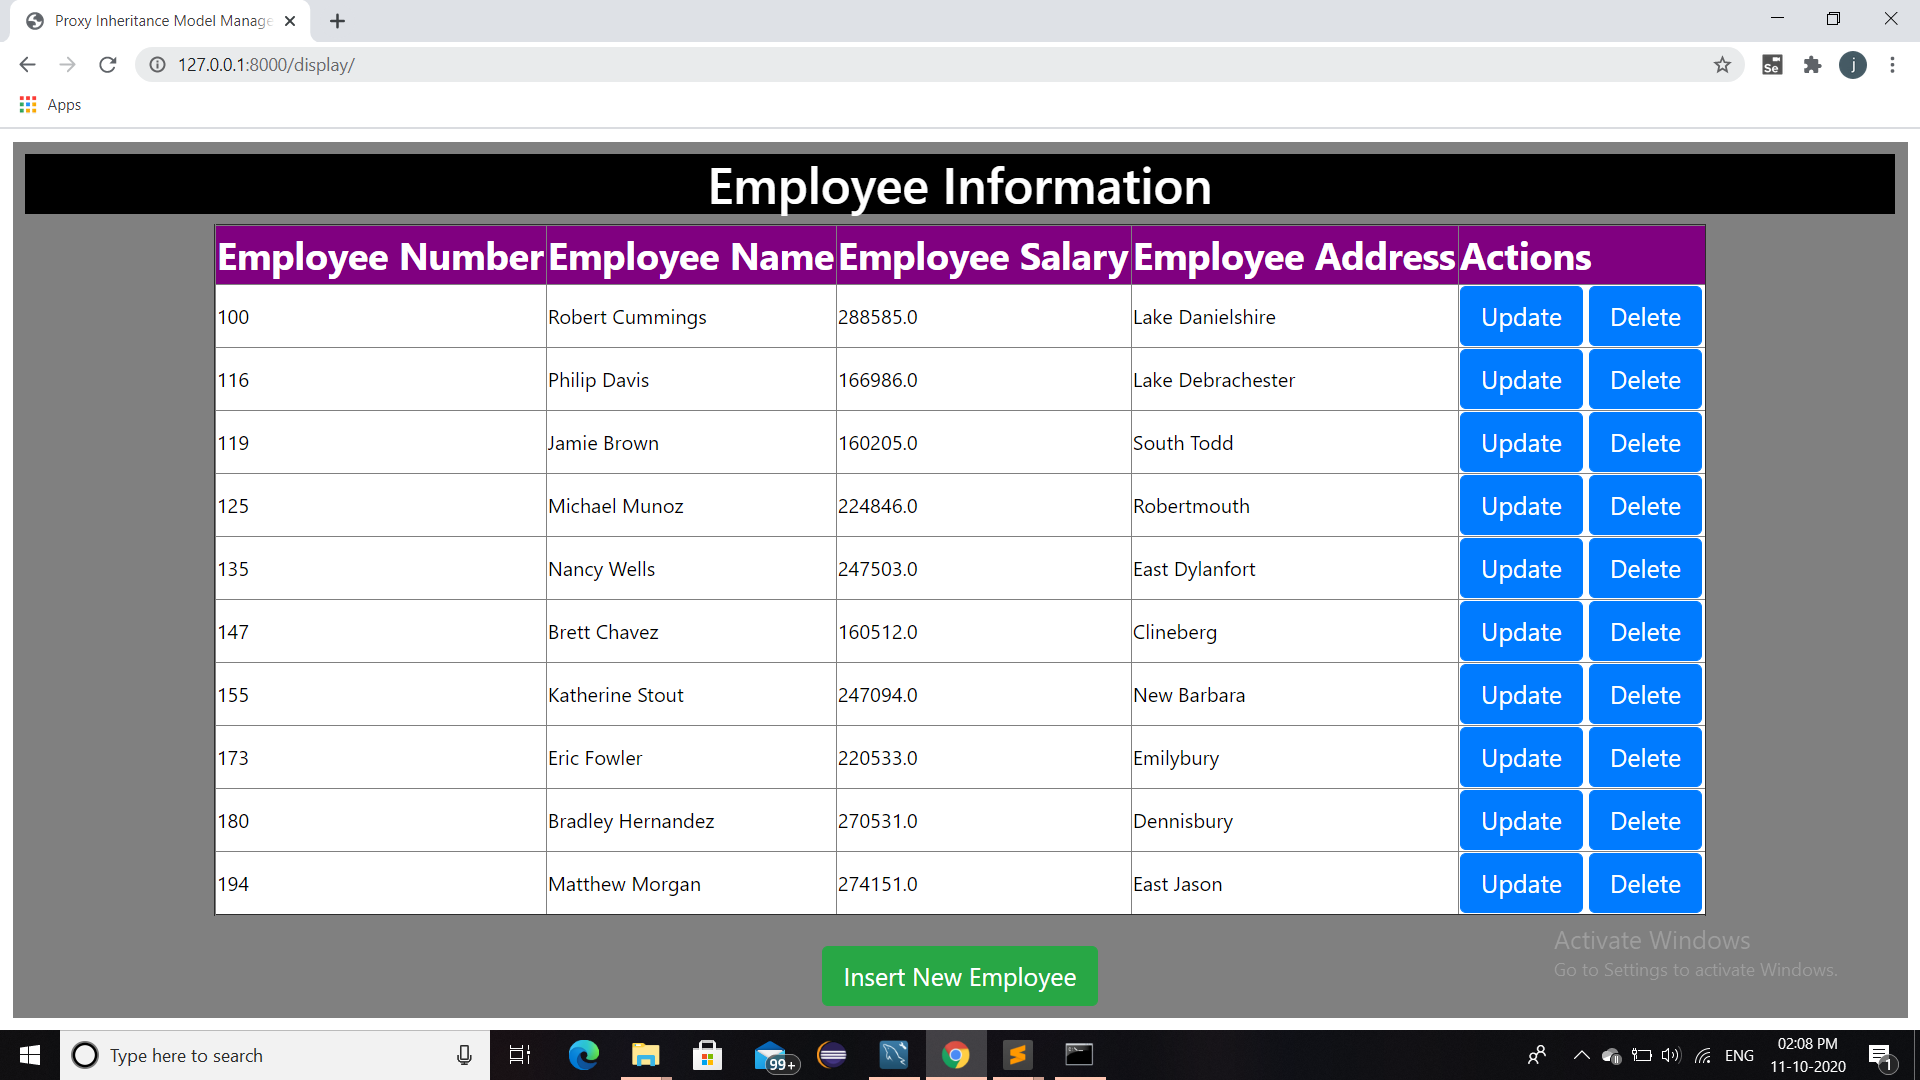 Proxy Inheritance Model Manage
127.0.0.1:8000/display/
Se
j
Apps
Employee Information
Employee Number Employee Name Employee Salary Employee Address Actions
100 Robert Cummings 288585.0 Lake Danielshire Update Delete
116 Philip Davis 166986.0 Lake Debrachester Update Delete
119 Jamie Brown 160205.0 South Todd Update Delete
125 Michael Munoz 224846.0 Robertmouth Update Delete
135 Nancy Wells 247503.0 East Dylanfort Update Delete
147 Brett Chavez 160512.0 Clineberg Update Delete
155 Katherine Stout 247094.0 New Barbara Update Delete
173 Eric Fowler 220533.0 Emilybury Update Delete
180 Bradley Hernandez 270531.0 Dennisbury Update Delete
194 Matthew Morgan 274151.0 East Jason Update Delete
Activate Windows
Go to Settings to activate Windows.
Insert New Employee
Type here to search
99+
ENG
02:08 PM
11-10-2020
1